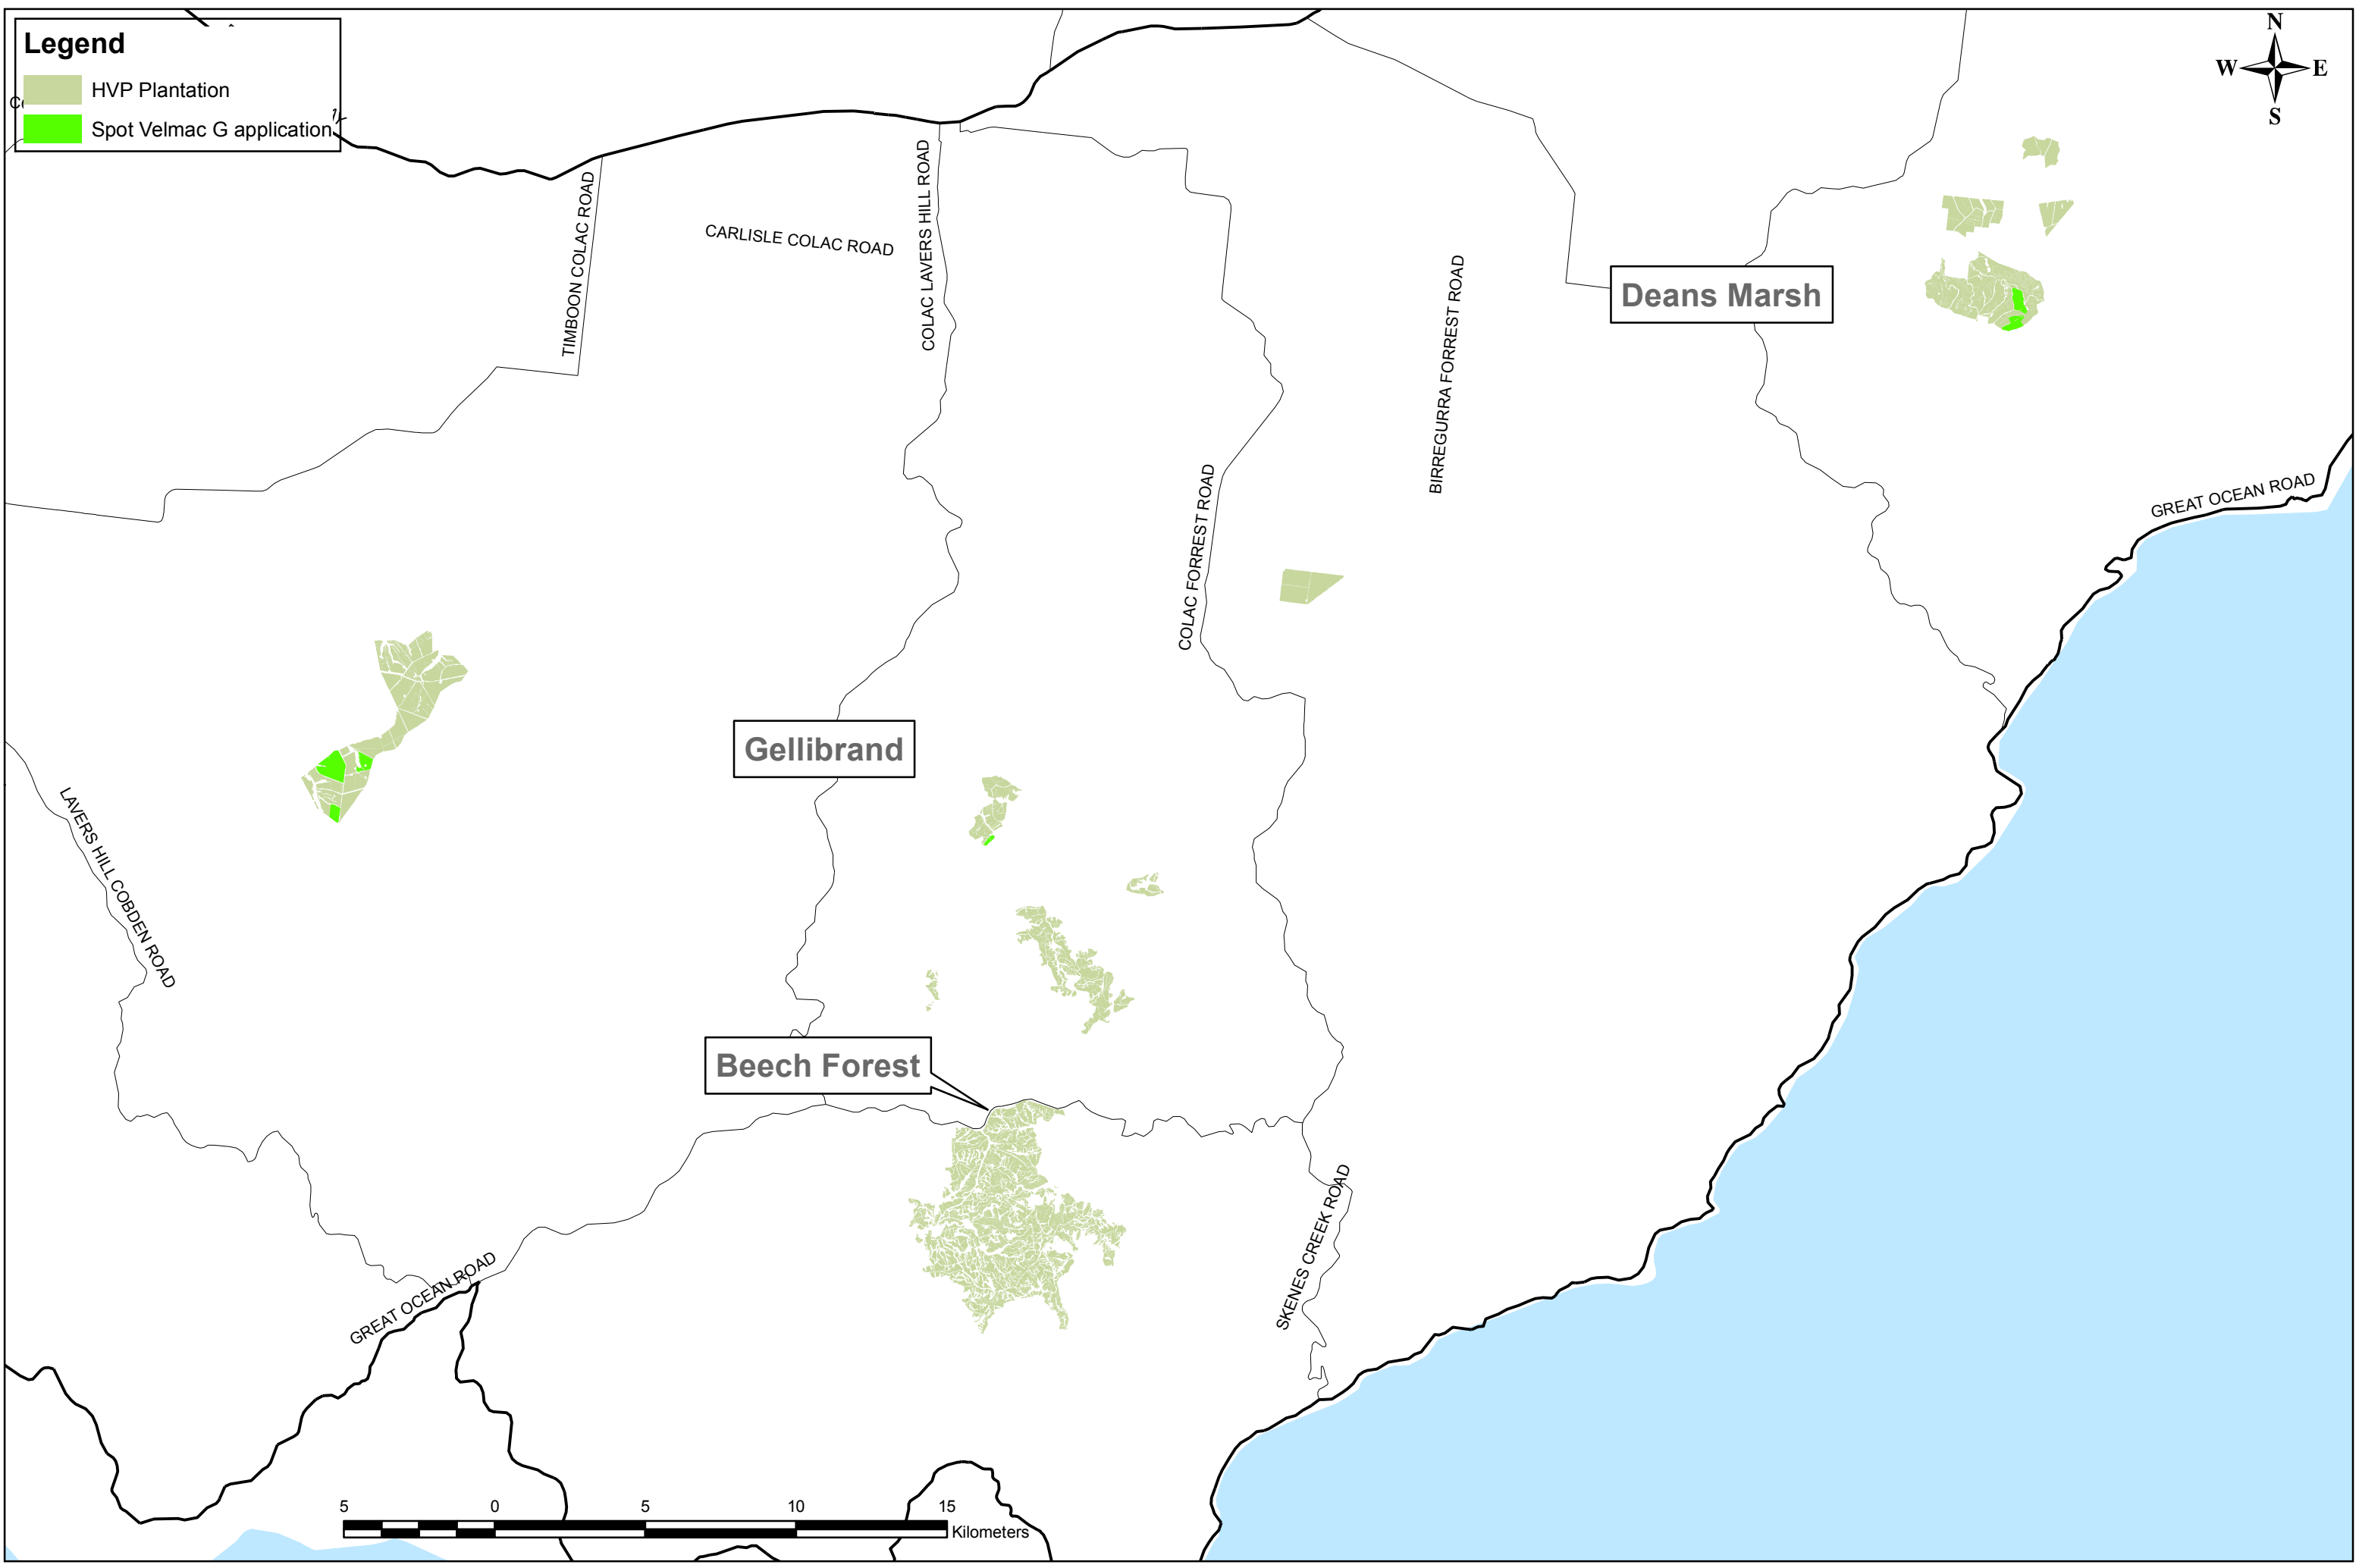 Legend
HVP Plantation
Spot Velmac G application
N
W
E
S
TIMBOON COLAC ROAD
CARLISLE COLAC ROAD
COLAC LAVERS HILL ROAD
BIRREGURRA FORREST ROAD
Deans Marsh
GREAT OCEAN ROAD
COLAC FORREST ROAD
Gellibrand
LAVERS HILL COBDEN ROAD
Beech Forest
SKENES CREEK ROAD
GREAT OCEAN ROAD
5 0 5 10 15
Kilometers